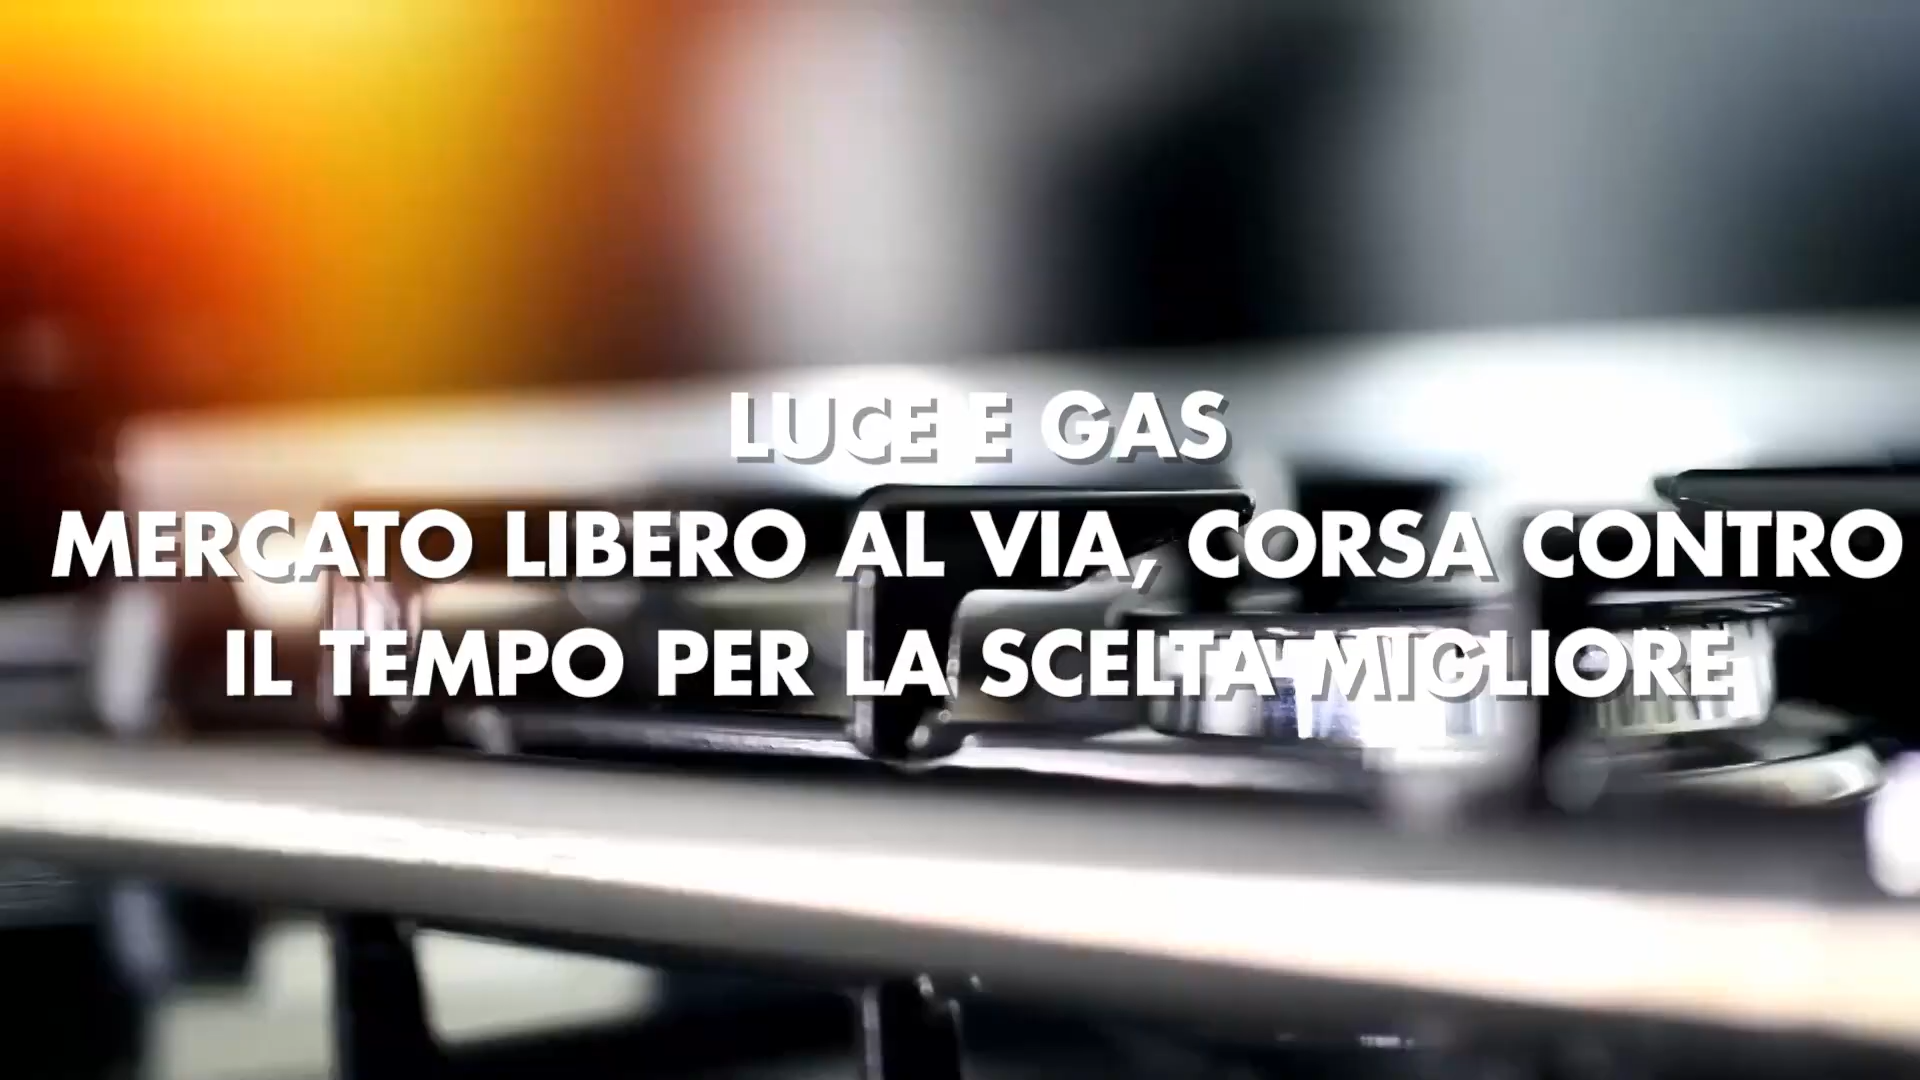 LUCE E GAS
MERCATO LIBERO AL VIA, CORSA CONTRO
IL TEMPO PER LA SCELTA MIGLIORE